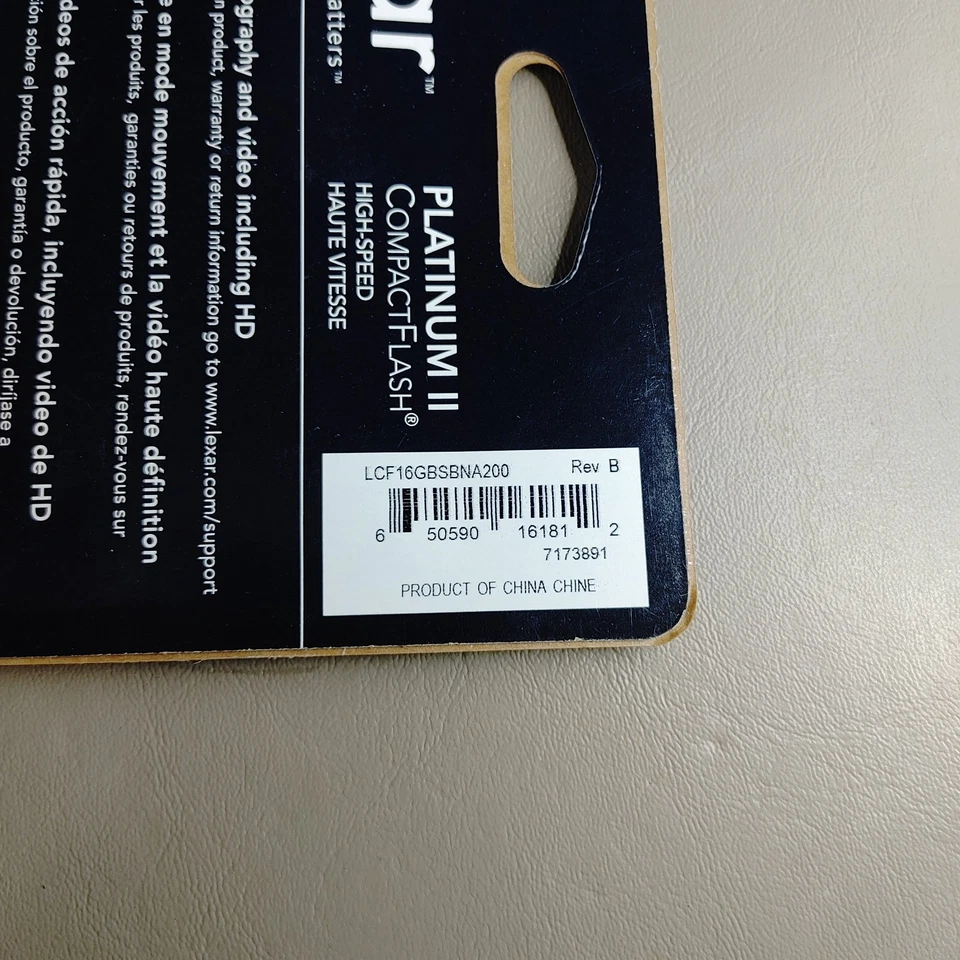 ar™
atters™
PLATINUM II
COMPACTFLASH®
HIGH-SPEED
HAUTE VITESSE
ography and video including HD
n product, warranty or return information go to www.lexar.com/support
e en mode mouvement et la vidéo haute définition
r les produits, garanties ou retours de produits, rendez-vous sur
deos de acción rápida, incluyendo video de HD
ión sobre el producto, garantía o devolución, diríjase a
LCF16GBSBNA200 Rev B
6 50590 16181 2
7173891
PRODUCT OF CHINA CHINE